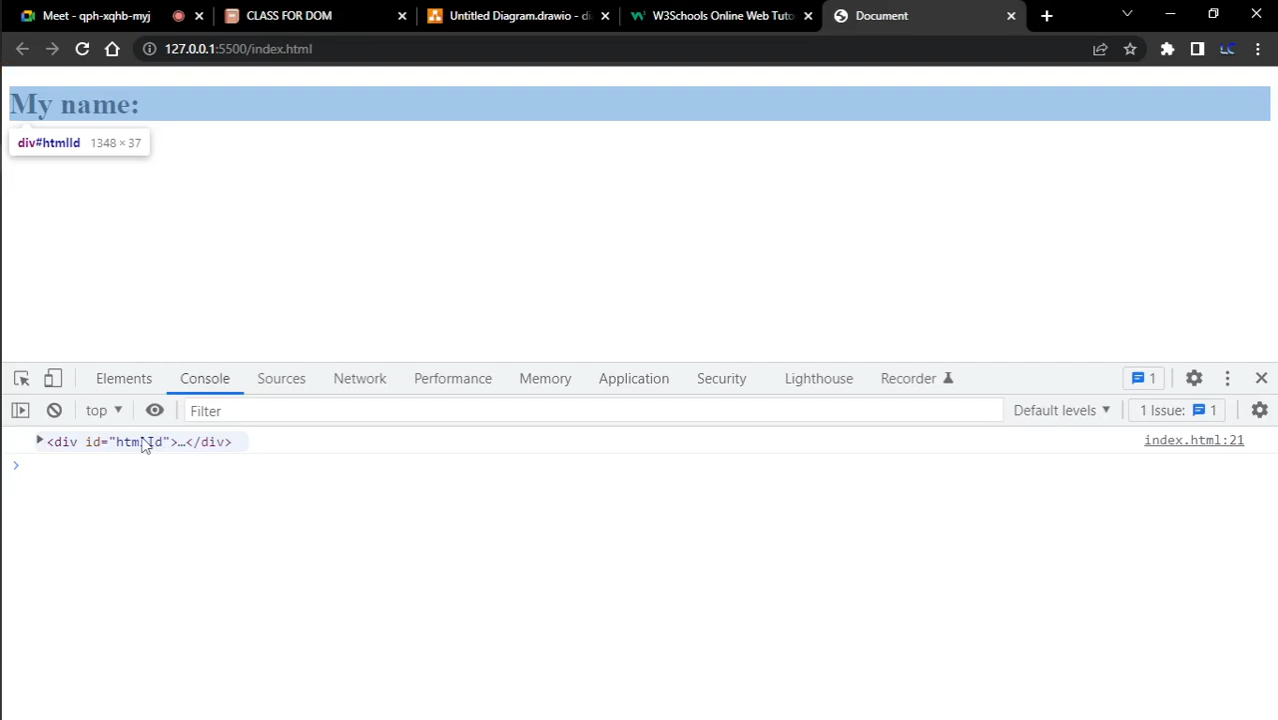 Meet - qph-xqhb-myj
CLASS FOR DOM
Untitled Diagram.drawio - di
W3Schools Online Web Tuto
Document
127.0.0.1:5500/index.html
My name:
div#htmlId 1348 × 37
Elements Console Sources Network Performance Memory Application Security Lighthouse Recorder 1
top Filter Default levels 1 Issue: 1
<div id="htmlId">…</div> index.html:21